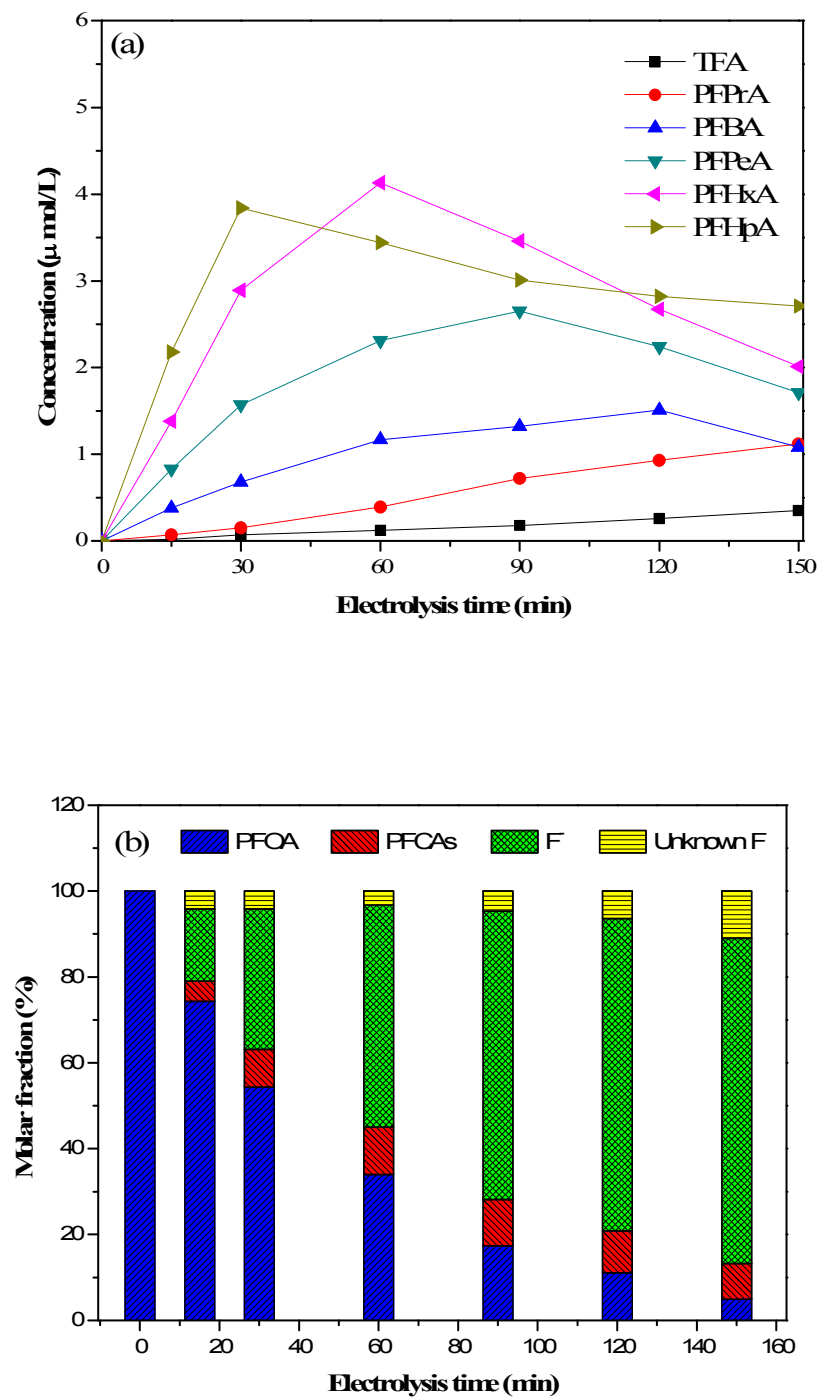 (a)
TFA
PFPrA
PFBA
PFPeA
PFHxA
PFHpA
6
5
4
3
2
1
0
Concentration (μ mol/L)
0 30 60 90 120 150
Electrolysis time (min)
(b)
PFOA PFCAs F⁻ Unknown F
120
100
80
60
40
20
0
Molar fraction (%)
0 20 40 60 80 100 120 140 160
Electrolysis time (min)